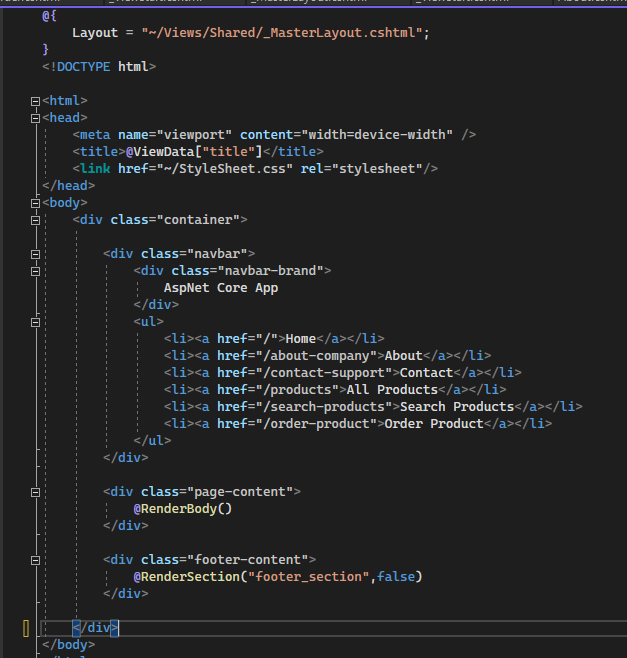 @{
    Layout = "~/Views/Shared/_MasterLayout.cshtml";
}
<!DOCTYPE html>
<html>
<head>
    <meta name="viewport" content="width=device-width" />
    <title>@ViewData["title"]</title>
    <link href="~/StyleSheet.css" rel="stylesheet"/>
</head>
<body>
    <div class="container">
        <div class="navbar">
            <div class="navbar-brand">
                AspNet Core App
            </div>
            <ul>
                <li><a href="/">Home</a></li>
                <li><a href="/about-company">About</a></li>
                <li><a href="/contact-support">Contact</a></li>
                <li><a href="/products">All Products</a></li>
                <li><a href="/search-products">Search Products</a></li>
                <li><a href="/order-product">Order Product</a></li>
            </ul>
        </div>
        <div class="page-content">
            @RenderBody()
        </div>
        <div class="footer-content">
            @RenderSection("footer_section",false)
        </div>
    </div>
</body>